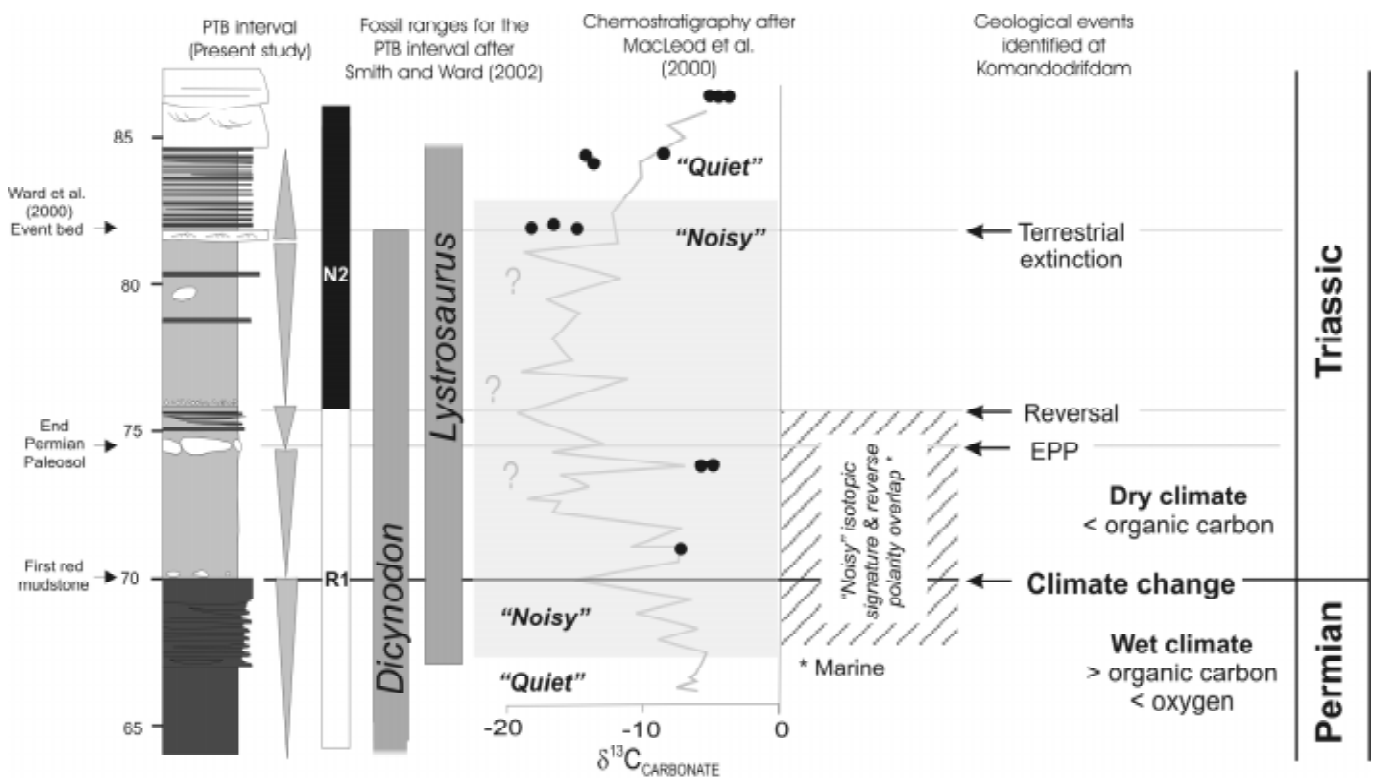 PTB interval
(Present study)
Fossil ranges for the
PTB interval after
Smith and Ward (2002)
Chemostratigraphy after
MacLeod et al.
(2000)
Geological events
identified at
Komandodrifdam
85
80
75
70
65
Ward et al.
(2000)
Event bed
End
Permian
Paleosol
First red
mudstone
N2
R1
Dicynodon
Lystrosaurus
"Quiet"
"Noisy"
?
?
?
"Noisy"
"Quiet"
-20
-10
0
δ¹³C CARBONATE
"Noisy" isotopic
signature & reverse
polarity overlap *
* Marine
Terrestrial
extinction
Reversal
EPP
Dry climate
< organic carbon
Climate change
Wet climate
> organic carbon
< oxygen
Triassic
Permian